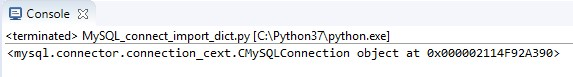 Console
<terminated> MySQL_connect_import_dict.py [C:\Python37\python.exe]
<mysql.connector.connection_cext.CMySQLConnection object at 0x000002114F92A390>